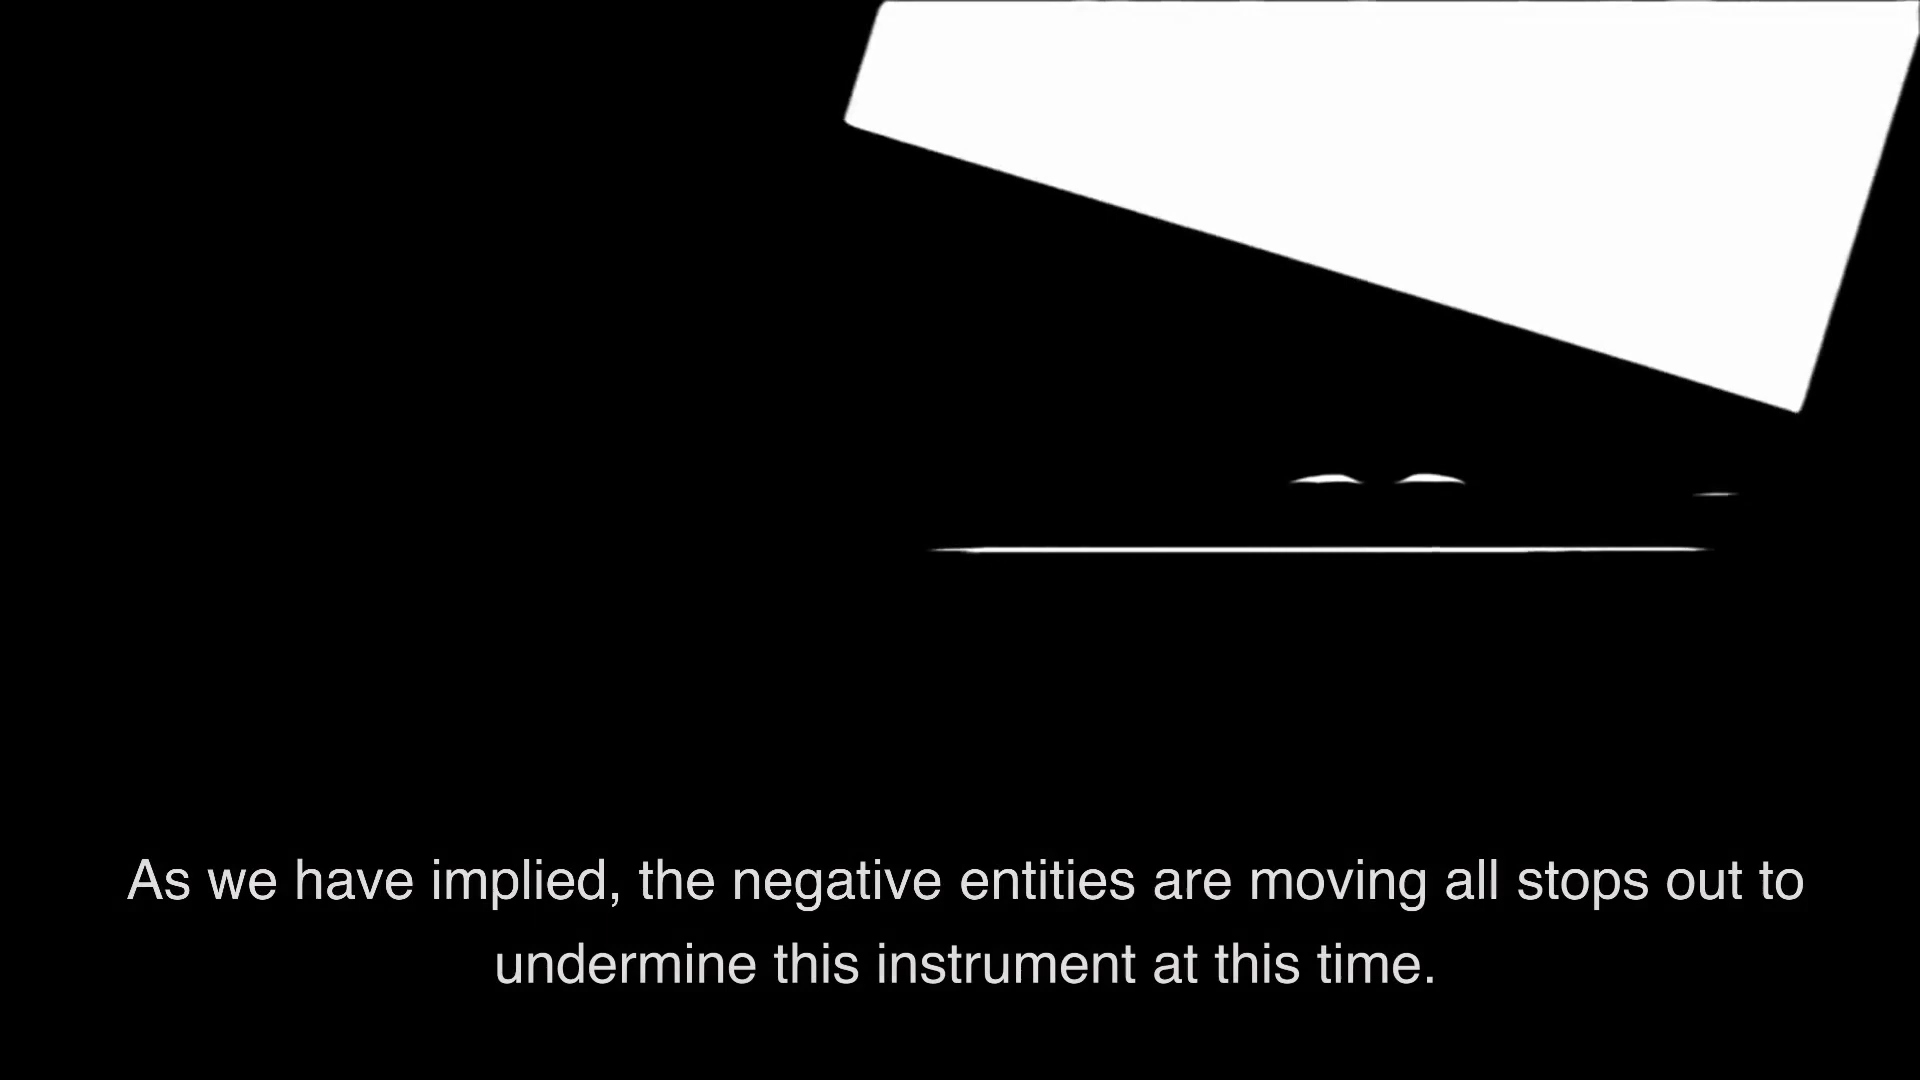 As we have implied, the negative entities are moving all stops out to
undermine this instrument at this time.